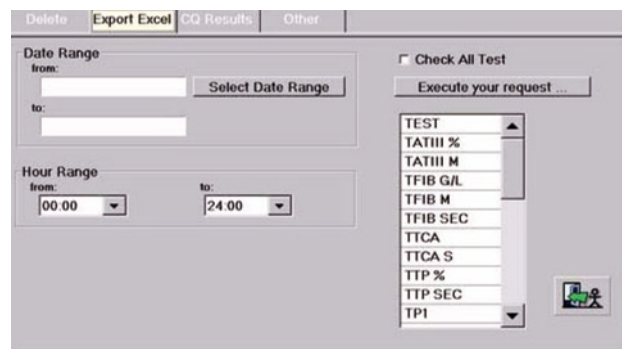 Delete Export Excel CQ Results Other
Date Range
from:
Select Date Range
to:
Hour Range
from: to:
00:00 24:00
Check All Test
Execute your request ...
TEST
TATIII %
TATIII M
TFIB G/L
TFIB M
TFIB SEC
TTCA
TTCA S
TTP %
TTP SEC
TP1